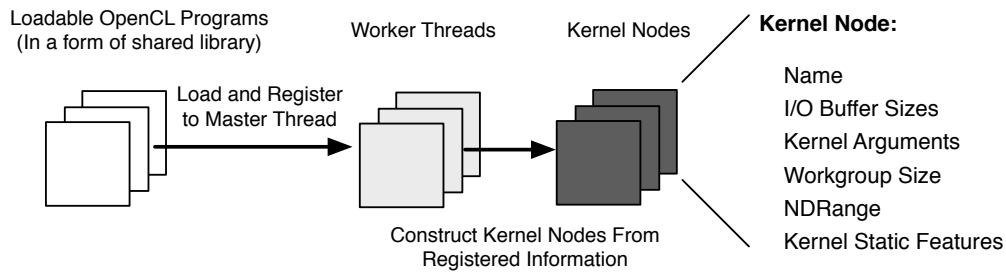 Loadable OpenCL Programs
(In a form of shared library)
Load and Register
to Master Thread
Worker Threads
Construct Kernel Nodes From
Registered Information
Kernel Nodes
Kernel Node:
Name
I/O Buffer Sizes
Kernel Arguments
Workgroup Size
NDRange
Kernel Static Features